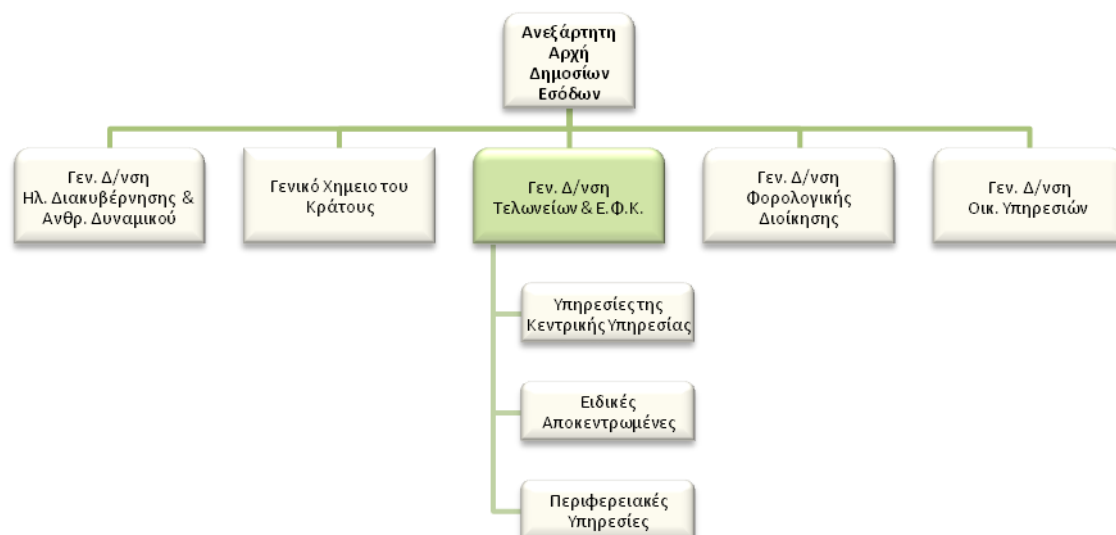 Ανεξάρτητη
Αρχή
Δημοσίων
Εσόδων
Γεν. Δ/νση
Ηλ. Διακυβέρνησης &
Ανθρ. Δυναμικού
Γενικό Χημειο του
Κράτους
Γεν. Δ/νση
Τελωνείων & Ε.Φ.Κ.
Γεν. Δ/νση
Φορολογικής
Διοίκησης
Γεν. Δ/νση
Οικ. Υπηρεσιών
Υπηρεσίες της
Κεντρικής Υπηρεσίας
Ειδικές
Αποκεντρωμένες
Περιφερειακές
Υπηρεσίες